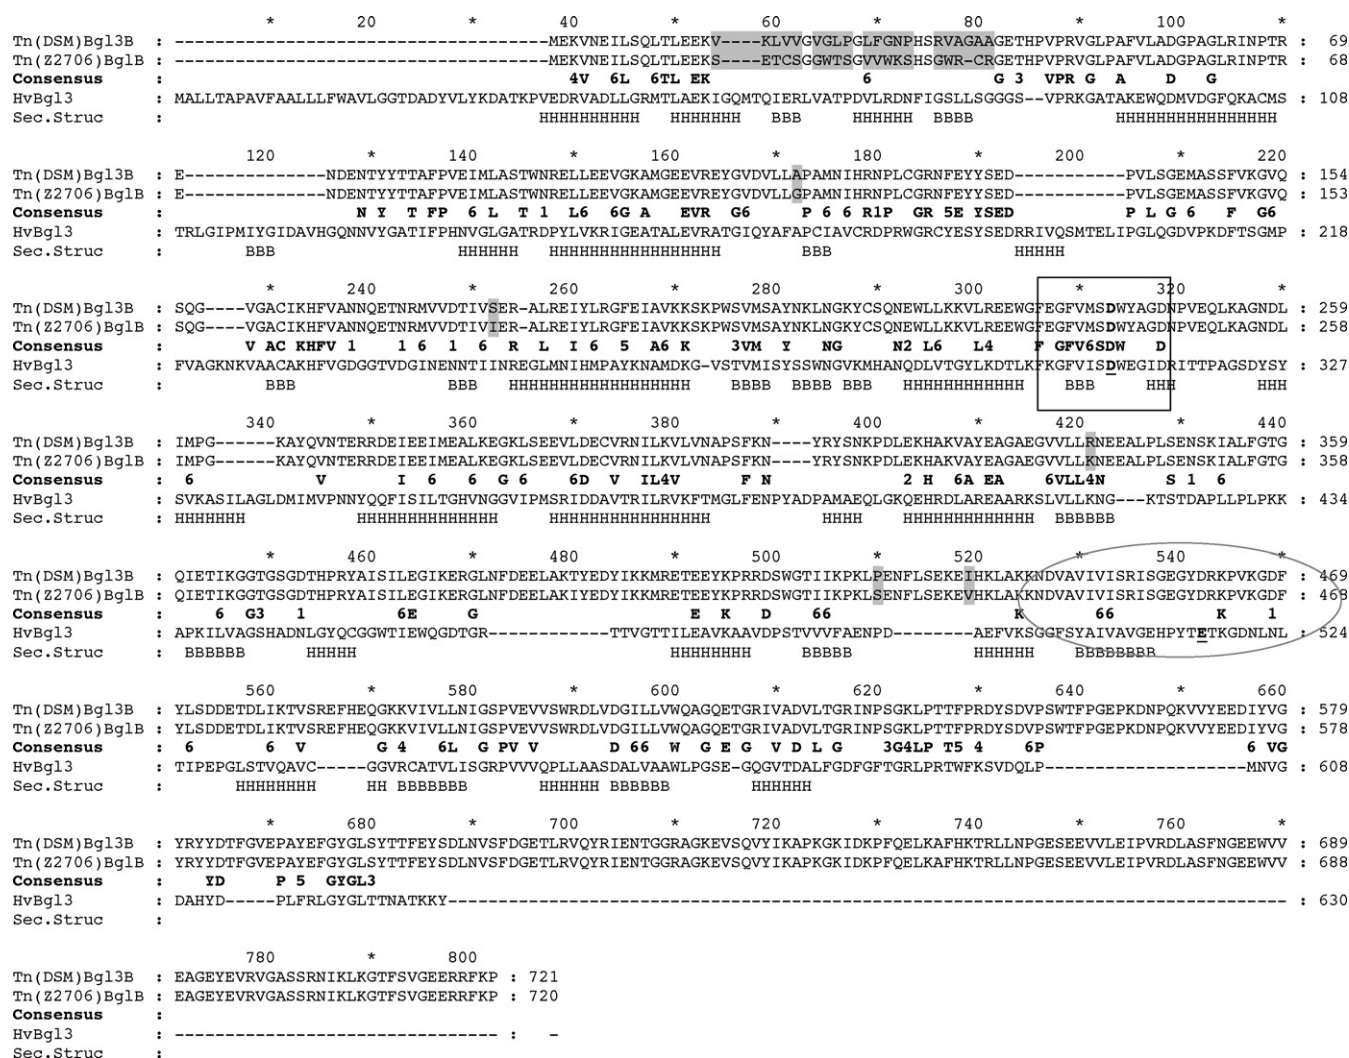 * 20 * 40 * 60 * 80 * 100 *
Tn(DSM)Bgl3B : -------------------------------------MEKVNEILSQLTLEEKV----KLVVGVGLPGLFGNPHSRVAGAAGETHPVPRVGLPAFVLADGPAGLRINPTR : 69
Tn(Z2706)BglB : -------------------------------------MEKVNEILSQLTLEEKS----ETCSGGWTSGVVWKSHSGWR-CRGETHPVPRVGLPAFVLADGPAGLRINPTR : 68
Consensus : 4V 6L 6TL EK 6 G 3 VPR G A D G
HvBgl3 : MALLTAPAVFAALLLFWAVLGGTDADYVLYKDATKPVEDRVADLLGRMTLAEKIGQMTQIERLVATPDVLRDNFIGSLLSGGGS--VPRKGATAKEWQDMVDGFQKACMS : 108
Sec.Struc : HHHHHHHHHHH HHHHHHHH BBB HHHHHHH BBBB HHHHHHHHHHHHHHHHH
120 * 140 * 160 * 180 * 200 * 220
Tn(DSM)Bgl3B : E---------------NDENTYYTTAFPVEIMLASTWNRELLEEVGKAMGEEVREYGVDVLLAPAMNIHRNPLCGRNFEYYSED------------PVLSGEMASSFVKGVQ : 154
Tn(Z2706)BglB : E---------------NDENTYYTTAFPVEIMLASTWNRELLEEVGKAMGEEVREYGVDVLLGPAMNIHRNPLCGRNFEYYSED------------PVLSGEMASSFVKGVQ : 153
Consensus : N Y T FP 6 L T 1 L6 6G A EVR G6 P 6 6 R1P GR 5E YSED P L G 6 F G6
HvBgl3 : TRLGIPMIYGIDAVHGQNNVYGATIFPHNVGLGATRDPYLVKRIGEATALEVRATGIQYAFAPCIAVCRDPRWGRCYESYSEDRRIVQSMTELIPGLQGDVPKDFTSGMP : 218
Sec.Struc : BBB HHHHHH HHHHHHHHHHHHHHHHHHH BBB HHHHH
* 240 * 260 * 280 * 300 * 320 *
Tn(DSM)Bgl3B : SQG-----VGACIKHFVANNQETNRMVVDTIVSER-ALREIYLRGFEIAVKKSKPWSVMSAYNKLNGKYCSQNEWLLKKVLREEWGFEGFVMSDWYAGDNPVEQLKAGNDL : 259
Tn(Z2706)BglB : SQG-----VGACIKHFVANNQETNRMVVDTIVIER-ALREIYLRGFEIAVKKSKPWSVMSAYNKLNGKYCSQNEWLLKKVLREEWGFEGFVMSDWYAGDNPVEQLKAGNDL : 258
Consensus : V AC KHFV 1 1 6 1 6 R L I 6 5 A6 K 3VM Y NG N2 L6 L4 F GFV6SDW D
HvBgl3 : FVAGKNKVAACAKHFVGDGGTVDGINENNTIINREGLMNIHMPAYKNAMDKG-VSTVMISYSSWNGVKMHANQDLVTGYLKDTLKFKGFVISDWEGIDRITTPAGSDYSY : 327
Sec.Struc : BBB BBB HHHHHHHHHHHHHHHHHHH BBBB BBB BBB HHHHHHHHHHHH BBB HHH HHH
340 * 360 * 380 * 400 * 420 * 440
Tn(DSM)Bgl3B : IMPG------KAYQVNTERRDEIEEIMEALKEGKLSEEVLDECVRNILKVLVNAPSFKN----YRYSNKPDLEKHAKVAYEAGAEGVVLLRNEEALPLSENSKIALFGTG : 359
Tn(Z2706)BglB : IMPG------KAYQVNTERRDEIEEIMEALKEGKLSEEVLDECVRNILKVLVNAPSFKN----YRYSNKPDLEKHAKVAYEAGAEGVVLLKNEEALPLSENSKIALFGTG : 358
Consensus : 6 V I 6 6 G 6 6D V IL4V F N 2 H 6A EA 6VLL4N S 1 6
HvBgl3 : SVKASILAGLDMIMVPNNYQQFISILTGHVNGGVIPMSRIDDAVTRILRVKFTMGLFENPYADPAMAEQLGKQEHRDLAREAARKSLVLLKNG---KTSTDAPLLPLPKK : 434
Sec.Struc : HHHHHHH HHHHHHHHHHHHHHH HHHHHHHHHHHHHHHHH HHHH HHHHHHHHHHHHHH BBBBBB
* 460 * 480 * 500 * 520 * 540 *
Tn(DSM)Bgl3B : QIETIKGGTGSGDTHPRYAISILEGIKERGLNFDEELAKTYEDYIKKMRETEEYKPRRDSWGTIIKPKLPENFLSEKEIHKLAKKNDVAVIVISRISGEGYDRKPVKGDF : 469
Tn(Z2706)BglB : QIETIKGGTGSGDTHPRYAISILEGIKERGLNFDEELAKTYEDYIKKMRETEEYKPRRDSWGTIIKPKLSENFLSEKEVHKLAKKNDVAVIVISRISGEGYDRKPVKGDF : 468
Consensus : 6 G3 1 6E G E K D 66 K 66 K 1
HvBgl3 : APKILVAGSHADNLGYQCGGWTIEWQGDTGR-------------TTVGTTILEAVKAAVDPSTVVVFAENPD---------AEFVKSGGFSYAIVAVGEHPYTETKGDNLNL : 524
Sec.Struc : BBBBBB HHHHH HHHHHHHHH BBBBB HHHHHH BBBBBBBB
560 * 580 * 600 * 620 * 640 * 660
Tn(DSM)Bgl3B : YLSDDETDLIKTVSREFHEQGKKVIVLLNIGSPVEVVSWRDLVDGILLVWQAGQETGRIVADVLTGRINPSGKLPTTFPRDYSDVPSWTFPGEPKDNPQKVVYEEDIYVG : 579
Tn(Z2706)BglB : YLSDDETDLIKTVSREFHEQGKKVIVLLNIGSPVEVVSWRDLVDGILLVWQAGQETGRIVADVLTGRINPSGKLPTTFPRDYSDVPSWTFPGEPKDNPQKVVYEEDIYVG : 578
Consensus : 6 6 V G 4 6L G PV V D 66 W G E G V D L G 3G4LP T5 4 6P 6 VG
HvBgl3 : TIPEPGLSTVQAVC-----GGVRCATVLISGRPVVVQPLLAASDALVAAWLPGSE-GQGVTDALFGDFGFTGRLPRTWFKSVDQLP----------------------MNVG : 608
Sec.Struc : HHHHHHHH HH BBBBBBB HHHHHH BBBBBB HHHHHHH
* 680 * 700 * 720 * 740 * 760 *
Tn(DSM)Bgl3B : YRYYDTFGVEPAYEFGYGLSYTTFEYSDLNVSFDGETLRVQYRIENTGGRAGKEVSQVYIKAPKGKIDKPFQELKAFHKTRLLNPGESEEVVLEIPVRDLASFNGEEWVV : 689
Tn(Z2706)BglB : YRYYDTFGVEPAYEFGYGLSYTTFEYSDLNVSFDGETLRVQYRIENTGGRAGKEVSQVYIKAPKGKIDKPFQELKAFHKTRLLNPGESEEVVLEIPVRDLASFNGEEWVV : 688
Consensus : YD P 5 GYGL3
HvBgl3 : DAHYD-----PLFRLGYGLTTNATKKY----------------------------------------------------------------------------------- : 630
Sec.Struc :
780 * 800
Tn(DSM)Bgl3B : EAGEYEVRVGASSRNIKLKGTFSVGEERRFKP : 721
Tn(Z2706)BglB : EAGEYEVRVGASSRNIKLKGTFSVGEERRFKP : 720
Consensus :
HvBgl3 : -------------------------------- : -
Sec.Struc :